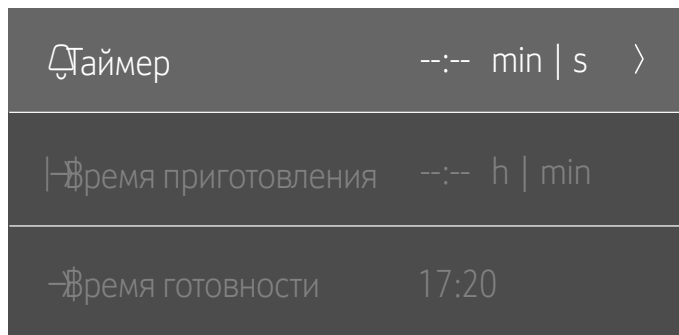 Таймер --:-- min | s
Время приготовления --:-- h | min
Время готовности 17:20